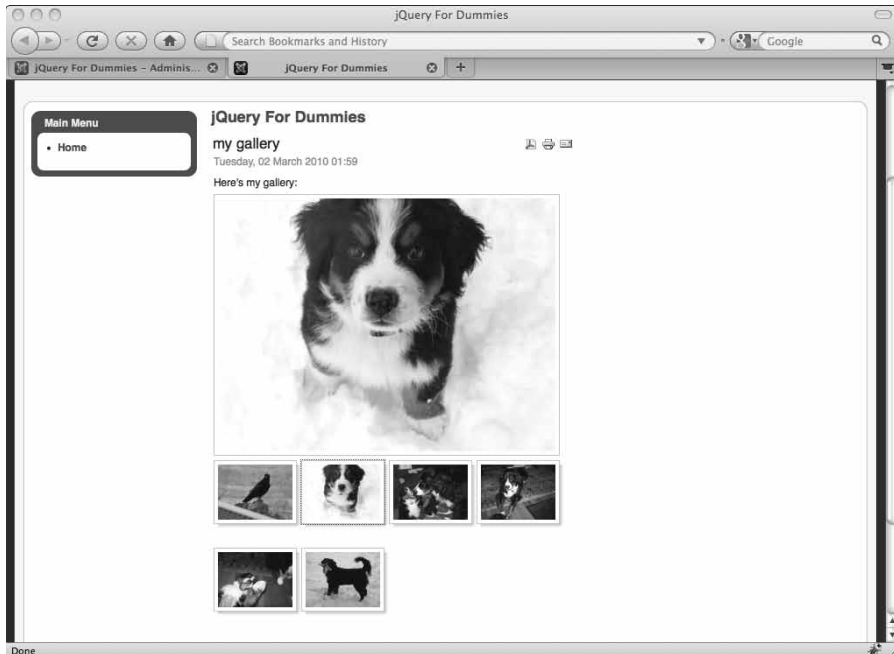 jQuery For Dummies
Search Bookmarks and History
Google
jQuery For Dummies - Adminis...
jQuery For Dummies
+
Main Menu
• Home
jQuery For Dummies
my gallery
Tuesday, 02 March 2010 01:59
Here's my gallery:
Done